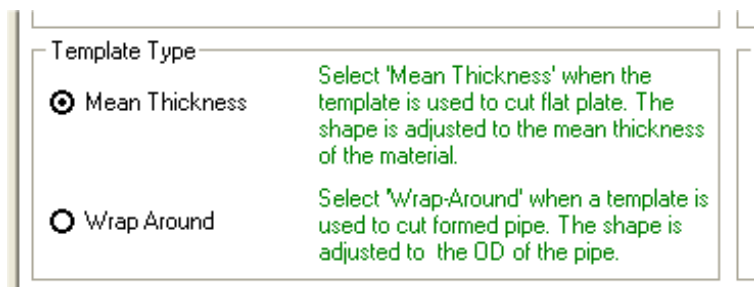 Template Type
Mean Thickness
Select 'Mean Thickness' when the
template is used to cut flat plate. The
shape is adjusted to the mean thickness
of the material.
Wrap Around
Select 'Wrap-Around' when a template is
used to cut formed pipe. The shape is
adjusted to  the OD of the pipe.